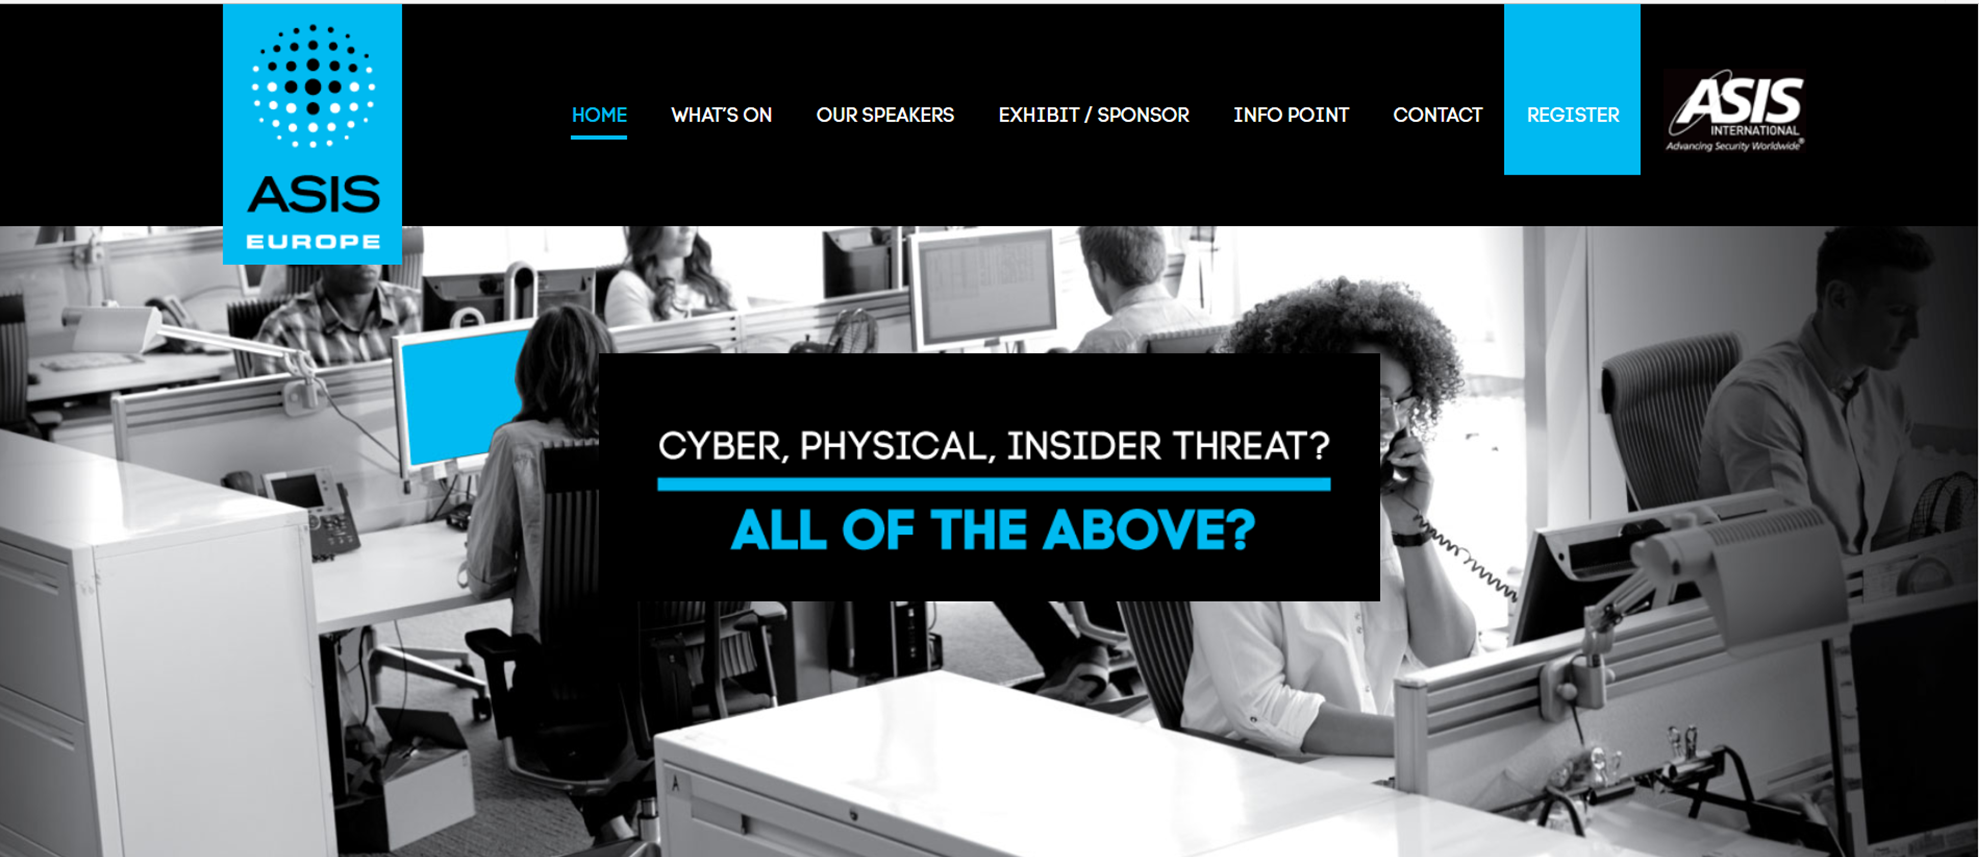 ASIS
EUROPE
HOME
WHAT'S ON
OUR SPEAKERS
EXHIBIT / SPONSOR
INFO POINT
CONTACT
REGISTER
ASIS
INTERNATIONAL
Advancing Security Worldwide®
CYBER, PHYSICAL, INSIDER THREAT?
ALL OF THE ABOVE?
A